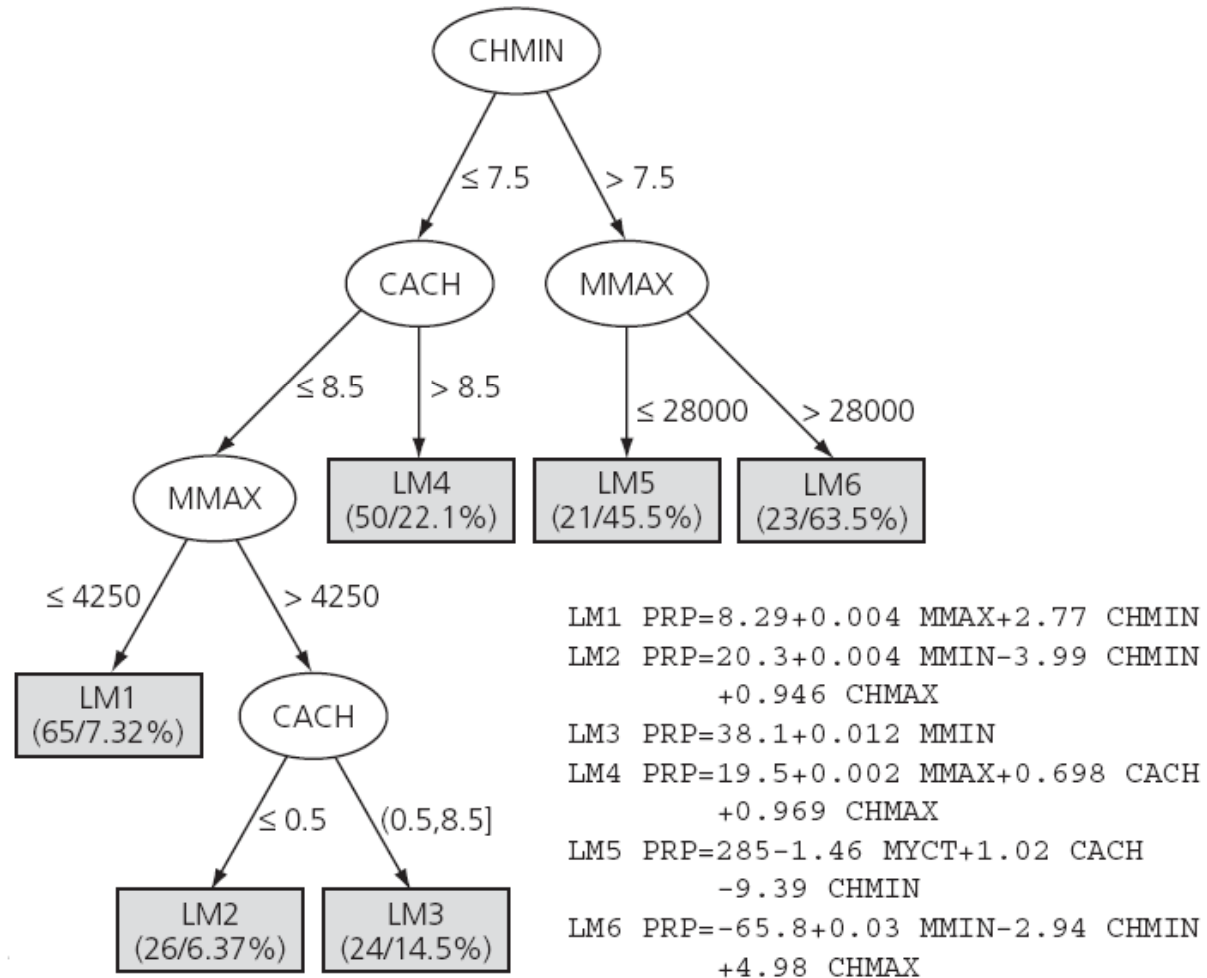 CHMIN
≤ 7.5
> 7.5
CACH
MMAX
≤ 8.5
> 8.5
≤ 28000
> 28000
MMAX
LM4
(50/22.1%)
LM5
(21/45.5%)
LM6
(23/63.5%)
≤ 4250
> 4250
LM1
(65/7.32%)
CACH
≤ 0.5
(0.5,8.5]
LM2
(26/6.37%)
LM3
(24/14.5%)
LM1 PRP=8.29+0.004 MMAX+2.77 CHMIN
LM2 PRP=20.3+0.004 MMIN-3.99 CHMIN
+0.946 CHMAX
LM3 PRP=38.1+0.012 MMIN
LM4 PRP=19.5+0.002 MMAX+0.698 CACH
+0.969 CHMAX
LM5 PRP=285-1.46 MYCT+1.02 CACH
-9.39 CHMIN
LM6 PRP=-65.8+0.03 MMIN-2.94 CHMIN
+4.98 CHMAX